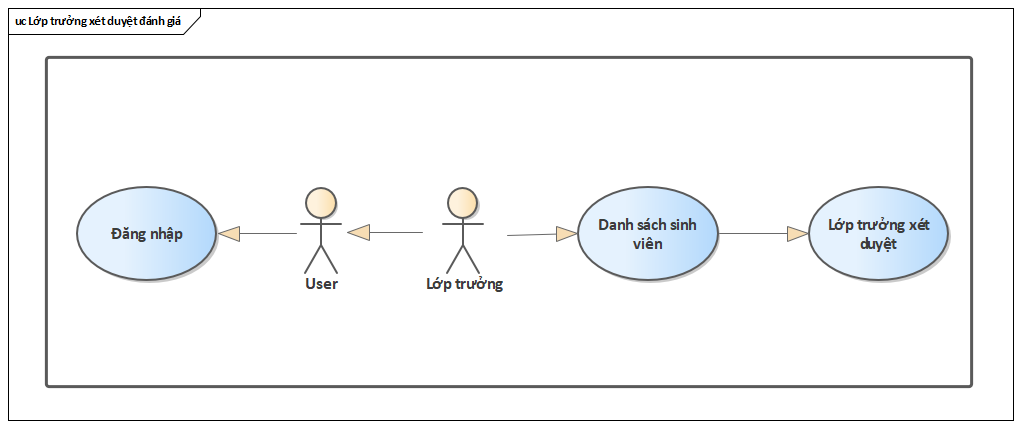 uc Lớp trưởng xét duyệt đánh giá
Đăng nhập
User
Lớp trưởng
Danh sách sinh
viên
Lớp trưởng xét
duyệt